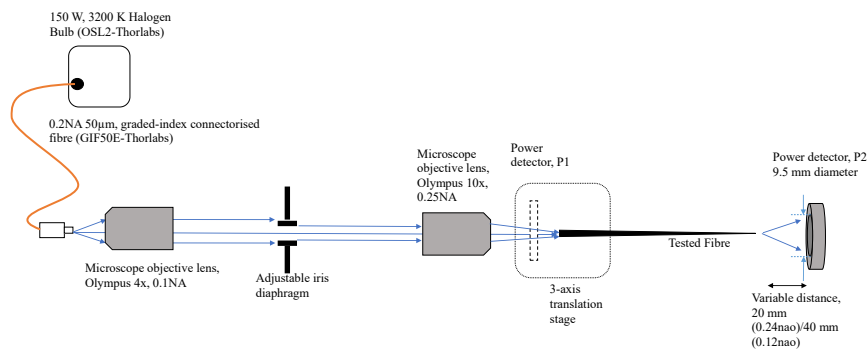 150 W, 3200 K Halogen
Bulb (OSL2-Thorlabs)
0.2NA 50μm, graded-index connectorised
fibre (GIF50E-Thorlabs)
Microscope objective lens,
Olympus 4x, 0.1NA
Adjustable iris
diaphragm
Microscope
objective lens,
Olympus 10x,
0.25NA
Power
detector, P1
3-axis
translation
stage
Tested Fibre
Power detector, P2
9.5 mm diameter
Variable distance,
20 mm
(0.24nao)/40 mm
(0.12nao)